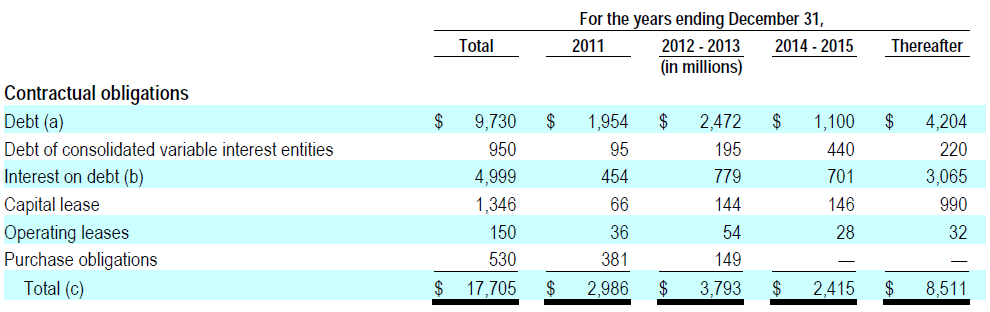 For the years ending December 31,
Total 2011 2012 - 2013 2014 - 2015 Thereafter
(in millions)
Contractual obligations
Debt (a) $ 9,730 $ 1,954 $ 2,472 $ 1,100 $ 4,204
Debt of consolidated variable interest entities 950 95 195 440 220
Interest on debt (b) 4,999 454 779 701 3,065
Capital lease 1,346 66 144 146 990
Operating leases 150 36 54 28 32
Purchase obligations 530 381 149 — —
Total (c) $ 17,705 $ 2,986 $ 3,793 $ 2,415 $ 8,511